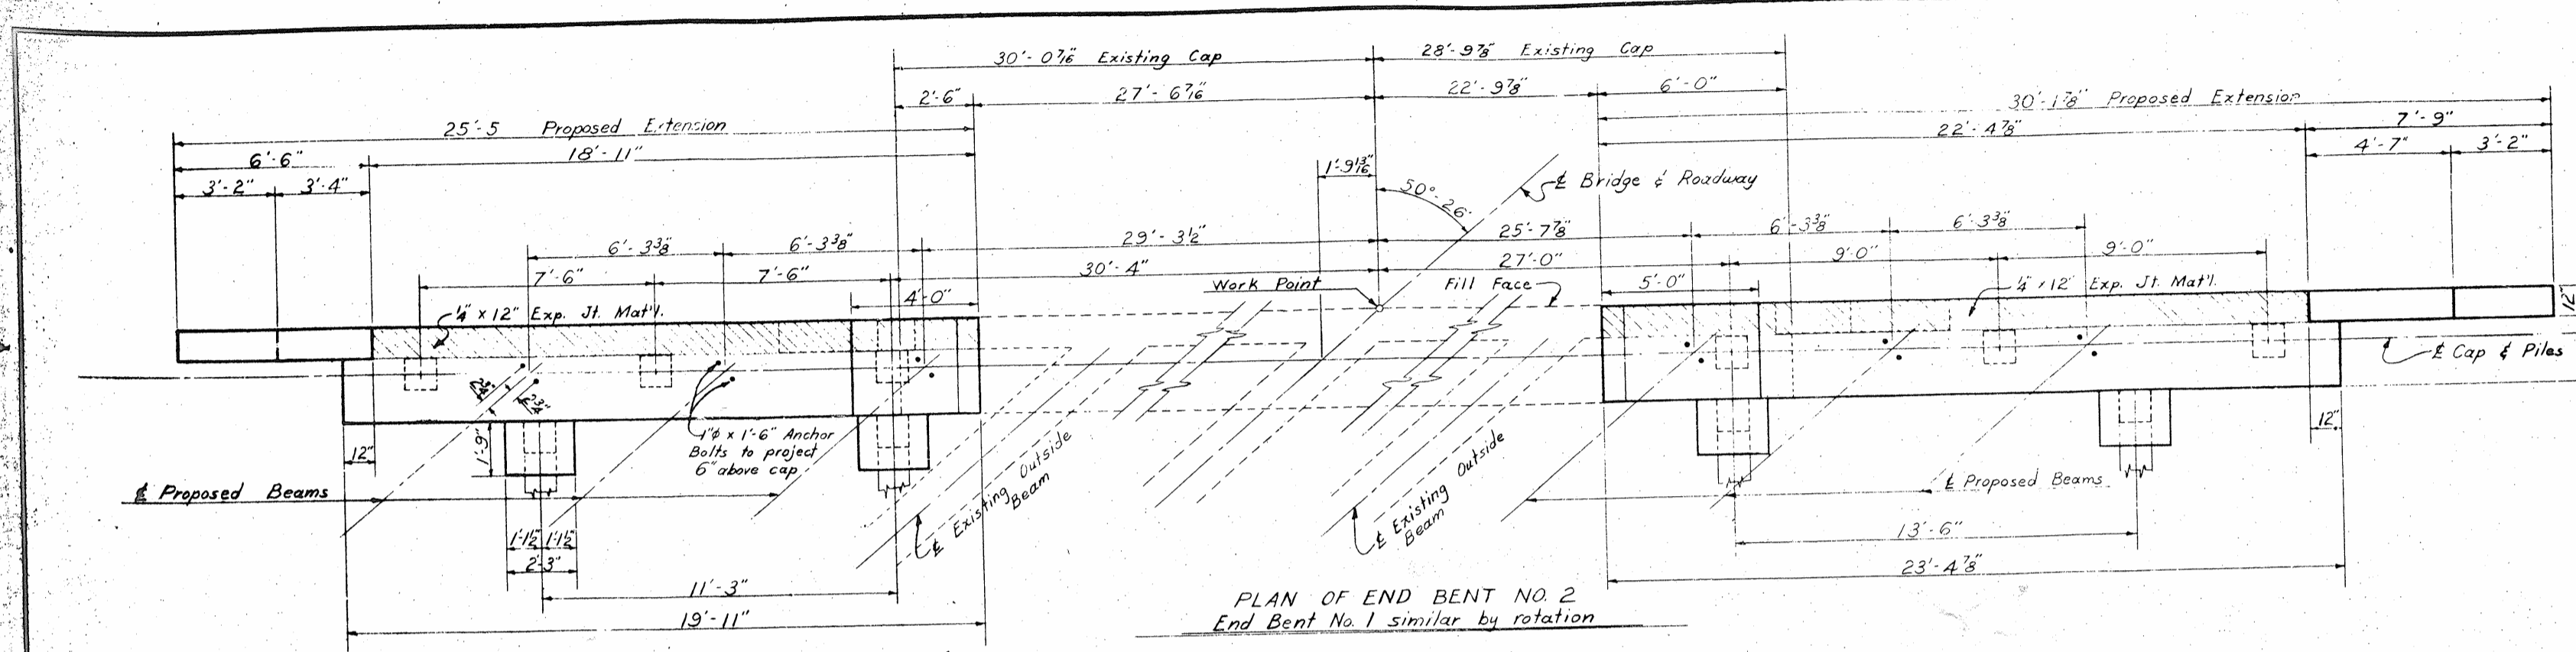 30'-0 7/16" Existing Cap
28'-9 7/8" Existing Cap
2'-6"
27'-6 7/16"
22'-9 7/8"
6'-0"
30'-1 7/8" Proposed Extension
25'-5 Proposed Extension
22'-4 7/8"
7'-9"
6'-6"
18'-11"
4'-7"
3'-2"
3'-2"
3'-4"
1'-9 13/16"
50°-26'
℄ Bridge & Roadway
6'-3 3/8"
6'-3 3/8"
29'-3 1/2"
25'-7 7/8"
6'-3 3/8"
6'-3 3/8"
7'-6"
7'-6"
30'-4"
27'-0"
9'-0"
9'-0"
4'-0"
Work Point
Fill Face
5'-0"
1/4" x 12" Exp. Jt. Mat'l.
1/4" x 12" Exp. Jt. Mat'l.
12"
℄ Cap & Piles
2 3/4"
2 3/4"
1'-9"
12"
1"φ x 1'-6" Anchor
Bolts to project
6" above cap
12"
℄ Proposed Beams
℄ Existing Outside
Beam
℄ Existing Outside
Beam
℄ Proposed Beams
1'-1 1/2"
1'-1 1/2"
2'-3"
13'-6"
23'-4 7/8"
11'-3"
19'-11"
PLAN OF END BENT NO. 2
End Bent No. 1 similar by rotation